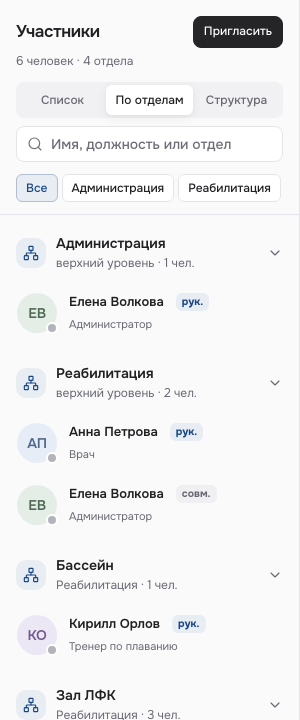 Участники
Пригласить
6 человек · 4 отдела
Список
По отделам
Структура
Имя, должность или отдел
Все
Администрация
Реабилитация
Администрация
верхний уровень · 1 чел.
ЕВ
Елена Волкова рук.
Администратор
Реабилитация
верхний уровень · 2 чел.
АП
Анна Петрова рук.
Врач
ЕВ
Елена Волкова совм.
Администратор
Бассейн
Реабилитация · 1 чел.
КО
Кирилл Орлов рук.
Тренер по плаванию
Зал ЛФК
Реабилитация · 3 чел.